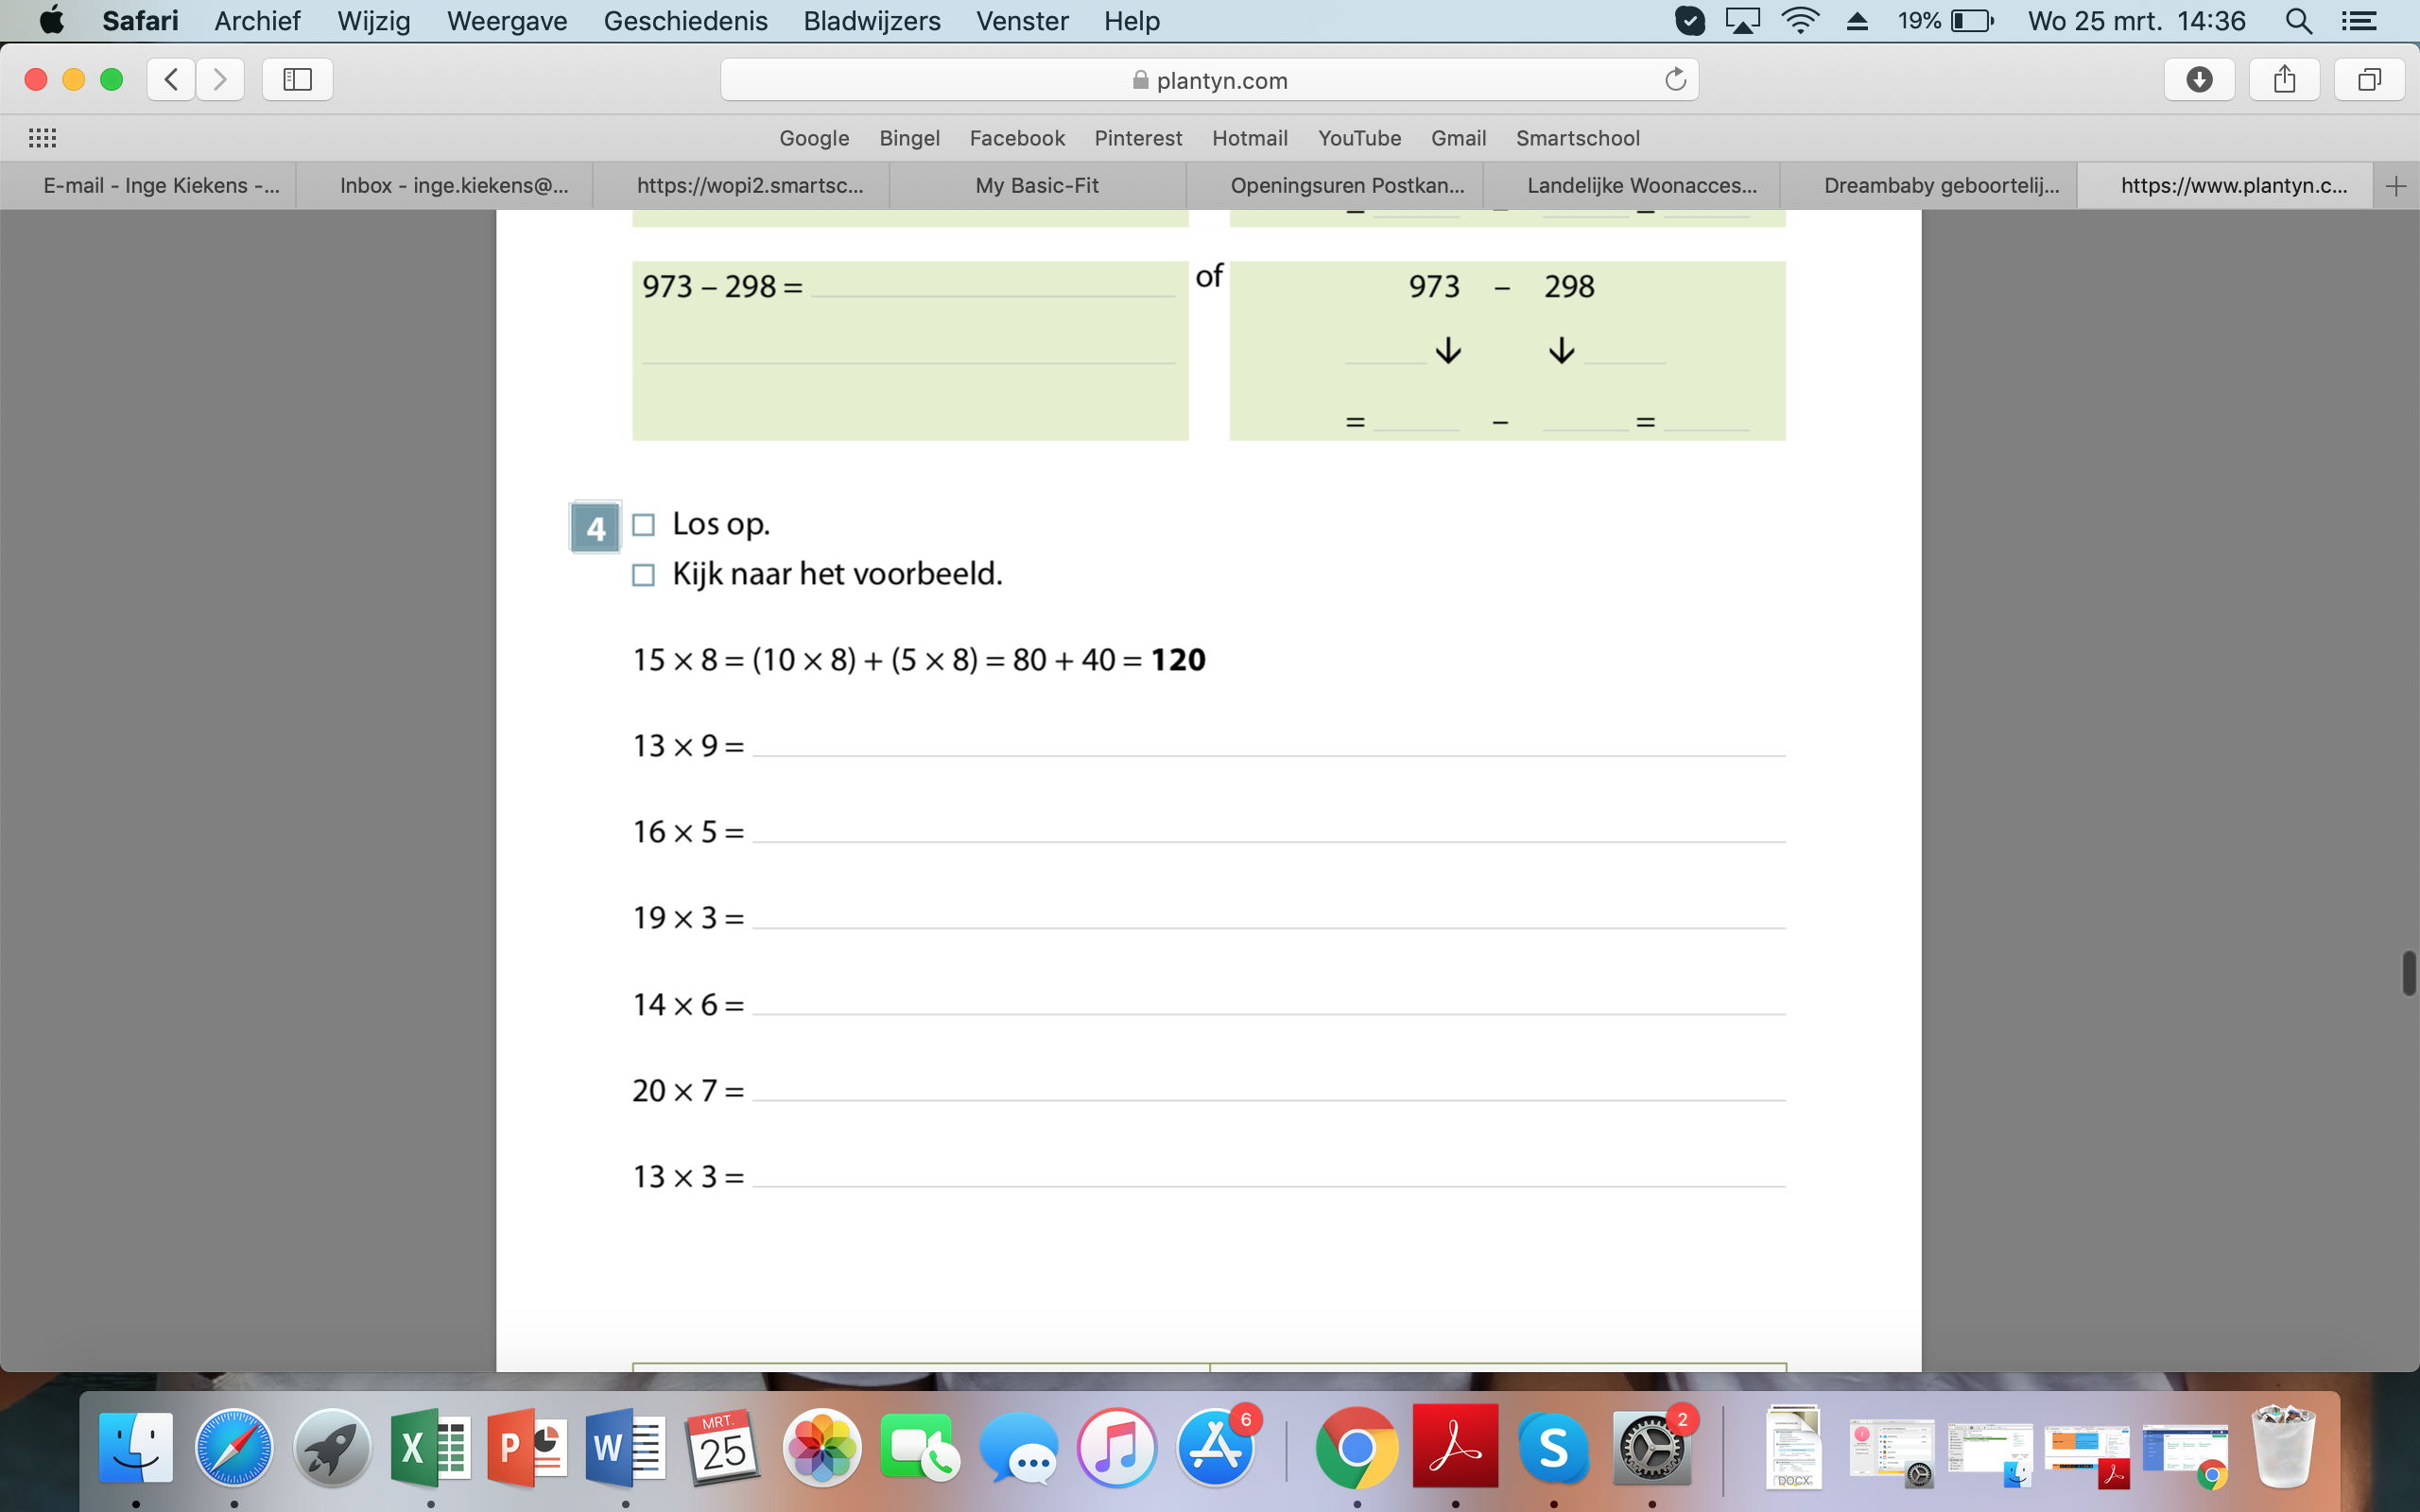 Safari Archief Wijzig Weergave Geschiedenis Bladwijzers Venster Help 19% Wo 25 mrt. 14:36
plantyn.com
Google Bingel Facebook Pinterest Hotmail YouTube Gmail Smartschool
E-mail - Inge Kiekens -... Inbox - inge.kiekens@... https://wopi2.smartsc... My Basic-Fit Openingsuren Postkan... Landelijke Woonacces... Dreambaby geboortelij... https://www.plantyn.c...
= – =
973 – 298 = of 973 – 298
= – =
4 Los op.
Kijk naar het voorbeeld.
15 × 8 = (10 × 8) + (5 × 8) = 80 + 40 = 120
13 × 9 =
16 × 5 =
19 × 3 =
14 × 6 =
20 × 7 =
13 × 3 =
MRT.
25
6
2
X P W S
DOCX